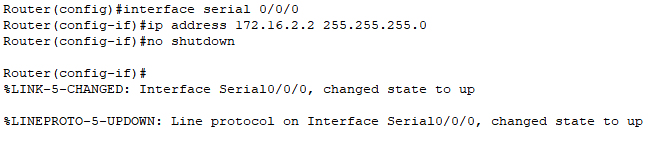 Router(config)#interface serial 0/0/0
Router(config-if)#ip address 172.16.2.2 255.255.255.0
Router(config-if)#no shutdown
Router(config-if)#
%LINK-5-CHANGED: Interface Serial0/0/0, changed state to up
%LINEPROTO-5-UPDOWN: Line protocol on Interface Serial0/0/0, changed state to up